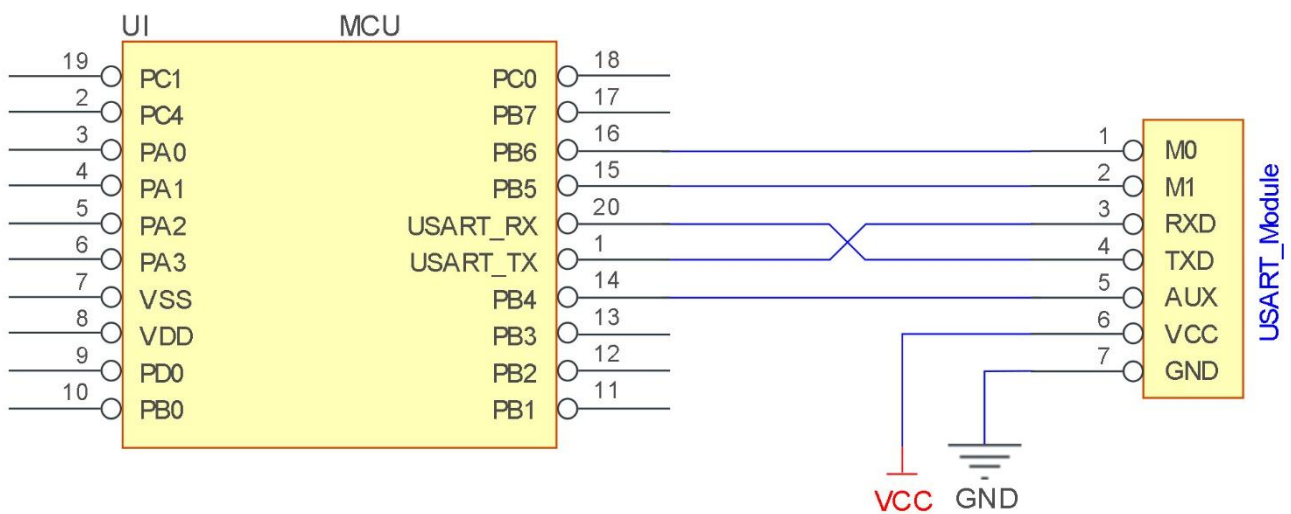 UI MCU
19 PC1 PC0 18
2 PC4 PB7 17
3 PA0 PB6 16 1 M0
4 PA1 PB5 15 2 M1
5 PA2 USART_RX 20 3 RXD
6 PA3 USART_TX 1 4 TXD
7 VSS PB4 14 5 AUX
8 VDD PB3 13 6 VCC
9 PD0 PB2 12 7 GND
10 PB0 PB1 11
USART_Module
VCC GND